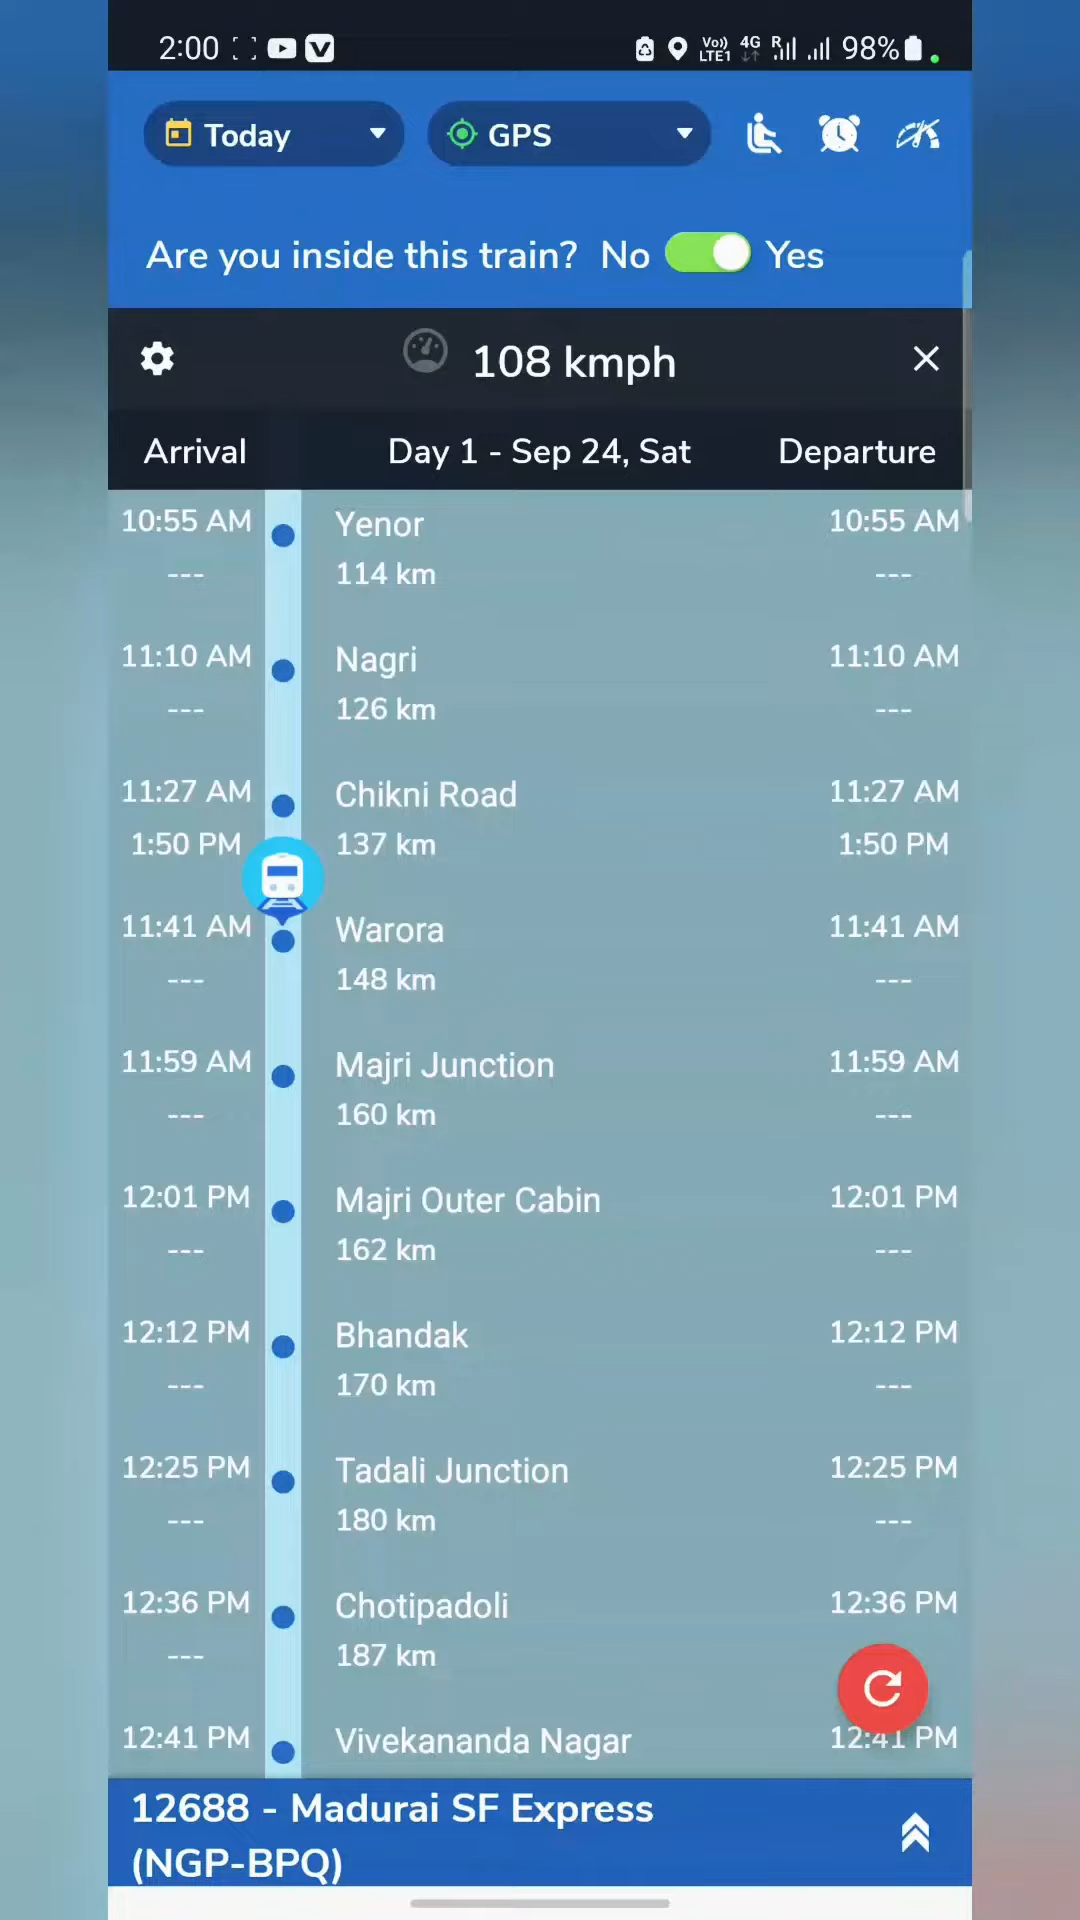 2:00 Vo)) LTE1 4G R 98%
Today GPS
Are you inside this train? No Yes
108 kmph
Arrival Day 1 - Sep 24, Sat Departure
10:55 AM Yenor 10:55 AM
--- 114 km ---
11:10 AM Nagri 11:10 AM
--- 126 km ---
11:27 AM Chikni Road 11:27 AM
1:50 PM 137 km 1:50 PM
11:41 AM Warora 11:41 AM
--- 148 km ---
11:59 AM Majri Junction 11:59 AM
--- 160 km ---
12:01 PM Majri Outer Cabin 12:01 PM
--- 162 km ---
12:12 PM Bhandak 12:12 PM
--- 170 km ---
12:25 PM Tadali Junction 12:25 PM
--- 180 km ---
12:36 PM Chotipadoli 12:36 PM
--- 187 km
12:41 PM Vivekananda Nagar 12:41 PM
12688 - Madurai SF Express
(NGP-BPQ)